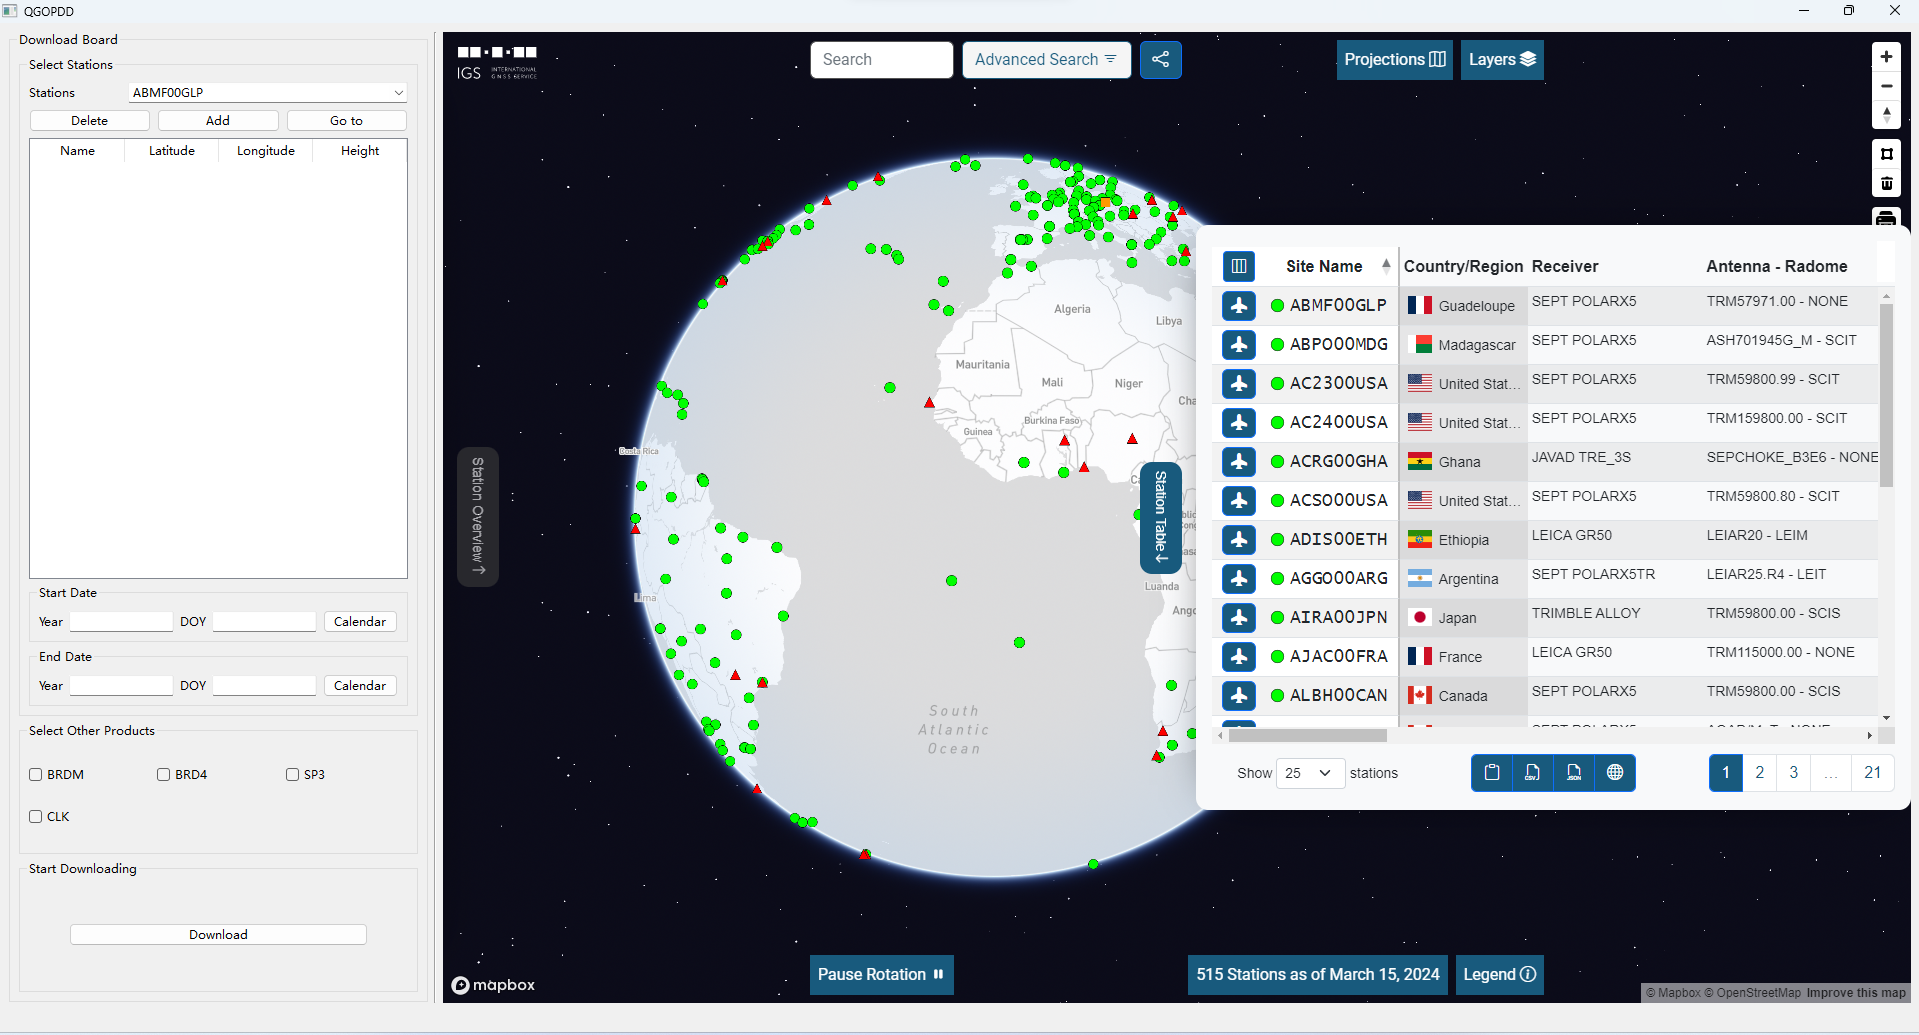 QGOPDD
Download Board
Select Stations
Stations ABMF00GLP
Delete Add Go to
Name Latitude Longitude Height
Start Date
Year DOY Calendar
End Date
Year DOY Calendar
Select Other Products
BRDM BRD4 SP3
CLK
Start Downloading
Download
IGS INTERNATIONAL
GNSS SERVICE
Search Advanced Search
Projections Layers
Station Overview
Algeria
Libya
Mauritania
Mali
Niger
Burkina Faso
Guinea
Costa Rica
Lima
Luanda
South
Atlantic
Ocean
Station Table
Site Name Country/Region Receiver Antenna - Radome
ABMF00GLP Guadeloupe SEPT POLARX5 TRM57971.00 - NONE
ABPO00MDG Madagascar SEPT POLARX5 ASH701945G_M - SCIT
AC2300USA United Stat... SEPT POLARX5 TRM59800.99 - SCIT
AC2400USA United Stat... SEPT POLARX5 TRM159800.00 - SCIT
ACRG00GHA Ghana JAVAD TRE_3S SEPCHOKE_B3E6 - NONE
ACSO00USA United Stat... SEPT POLARX5 TRM59800.80 - SCIT
ADIS00ETH Ethiopia LEICA GR50 LEIAR20 - LEIM
AGGO00ARG Argentina SEPT POLARX5TR LEIAR25.R4 - LEIT
AIRA00JPN Japan TRIMBLE ALLOY TRM59800.00 - SCIS
AJAC00FRA France LEICA GR50 TRM115000.00 - NONE
ALBH00CAN Canada SEPT POLARX5 TRM59800.00 - SCIS
Show 25 stations
CSV JSON
1 2 3 ... 21
Pause Rotation
515 Stations as of March 15, 2024
Legend
mapbox
© Mapbox © OpenStreetMap Improve this map